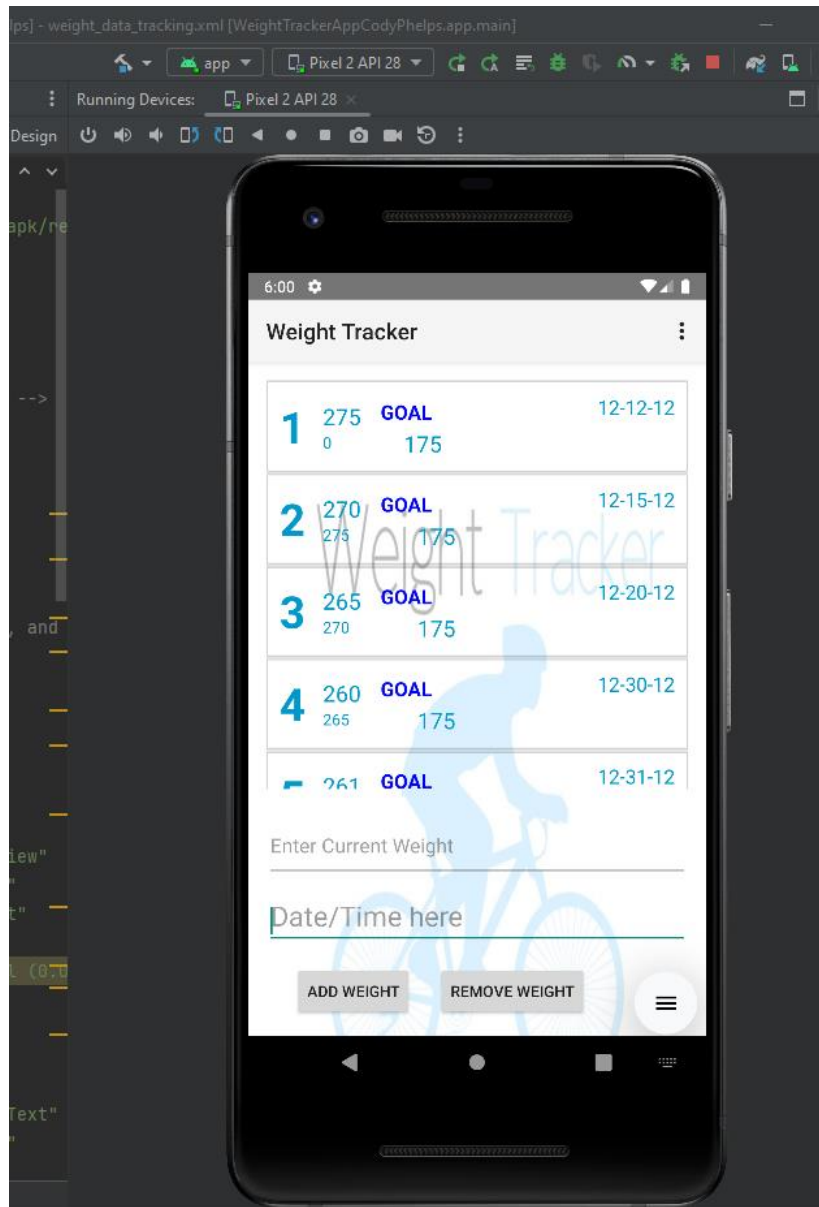 lps] - weight_data_tracking.xml [WeightTrackerAppCodyPhelps.app.main]
app Pixel 2 API 28
Running Devices: Pixel 2 API 28
Design
apk/re
-->
, and
iew"
"
t"
Text"
"
6:00
Weight Tracker
1 275 GOAL 12-12-12
0 175
2 270 GOAL 12-15-12
275 175
Weight Tracker
3 265 GOAL 12-20-12
270 175
4 260 GOAL 12-30-12
265 175
5 261 GOAL 12-31-12
Enter Current Weight
Date/Time here
ADD WEIGHT REMOVE WEIGHT